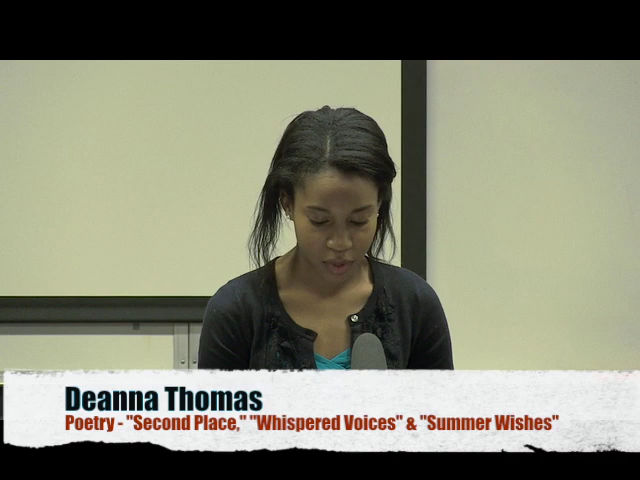 Deanna Thomas
Poetry - "Second Place," "Whispered Voices" & "Summer Wishes"